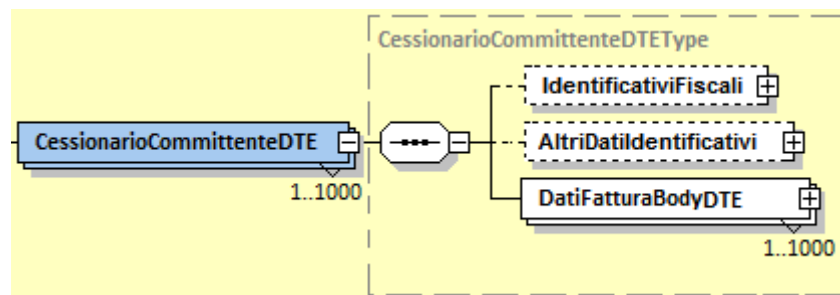 CessionarioCommittenteDTEType
IdentificativiFiscali
CessionarioCommittenteDTE
AltriDatiIdentificativi
1..1000
DatiFatturaBodyDTE
1..1000